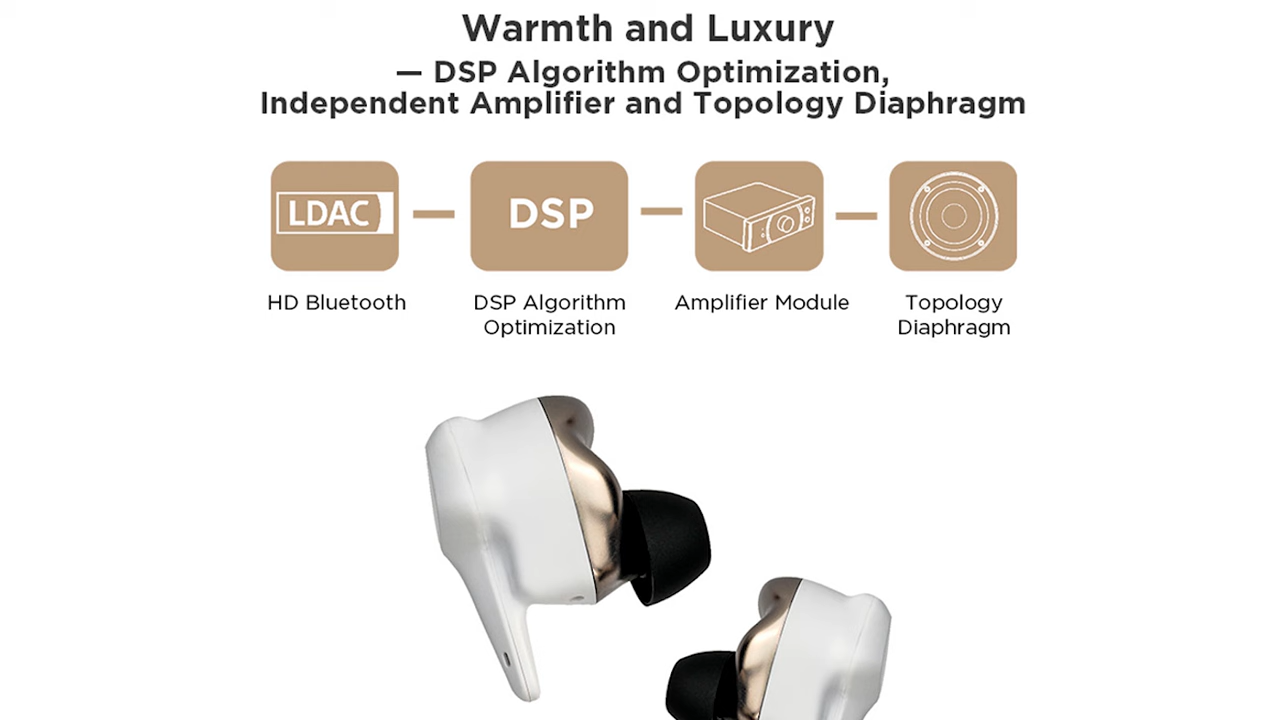 Warmth and Luxury
— DSP Algorithm Optimization,
Independent Amplifier and Topology Diaphragm
LDAC
DSP
HD Bluetooth
DSP Algorithm
Optimization
Amplifier Module
Topology
Diaphragm